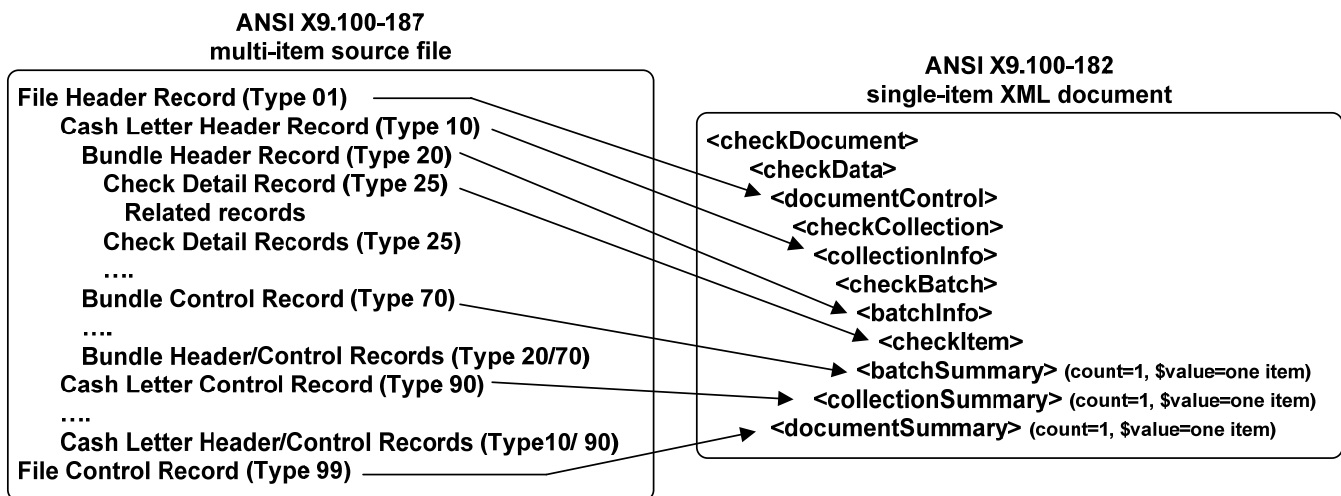 ANSI X9.100-187
multi-item source file
File Header Record (Type 01)
Cash Letter Header Record (Type 10)
Bundle Header Record (Type 20)
Check Detail Record (Type 25)
Related records
Check Detail Records (Type 25)
....
Bundle Control Record (Type 70)
....
Bundle Header/Control Records (Type 20/70)
Cash Letter Control Record (Type 90)
....
Cash Letter Header/Control Records (Type10/ 90)
File Control Record (Type 99)
ANSI X9.100-182
single-item XML document
<checkDocument>
<checkData>
<documentControl>
<checkCollection>
<collectionInfo>
<checkBatch>
<batchInfo>
<checkItem>
<batchSummary> (count=1, $value=one item)
<collectionSummary> (count=1, $value=one item)
<documentSummary> (count=1, $value=one item)